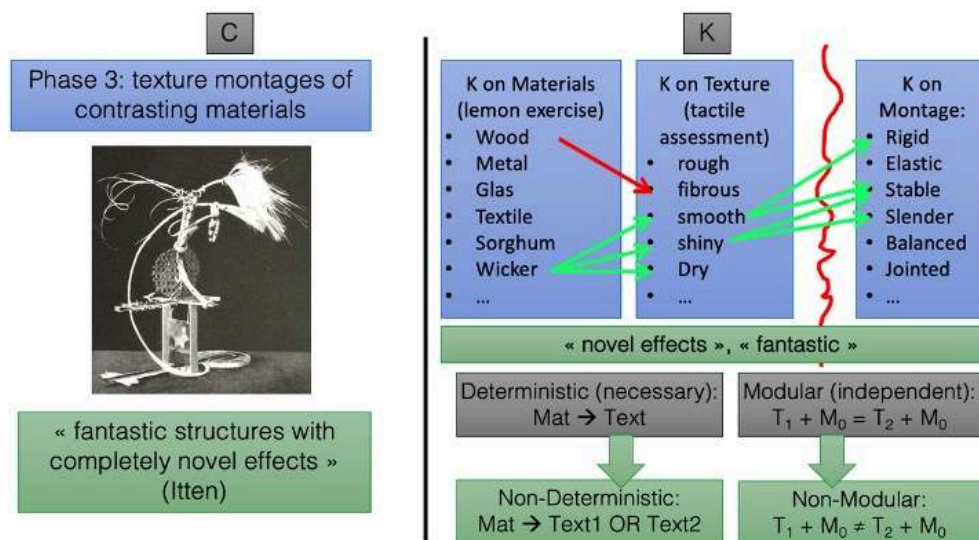 C
Phase 3: texture montages of
contrasting materials
« fantastic structures with
completely novel effects »
(Itten)
K
K on Materials
(lemon exercise)
• Wood
• Metal
• Glas
• Textile
• Sorghum
• Wicker
• ...
K on Texture
(tactile
assessment)
• rough
• fibrous
• smooth
• shiny
• Dry
• ...
K on
Montage:
• Rigid
• Elastic
• Stable
• Slender
• Balanced
• Jointed
• ...
« novel effects », « fantastic »
Deterministic (necessary):
Mat → Text
Modular (independent):
T₁ + M₀ = T₂ + M₀
Non-Deterministic:
Mat → Text1 OR Text2
Non-Modular:
T₁ + M₀ ≠ T₂ + M₀